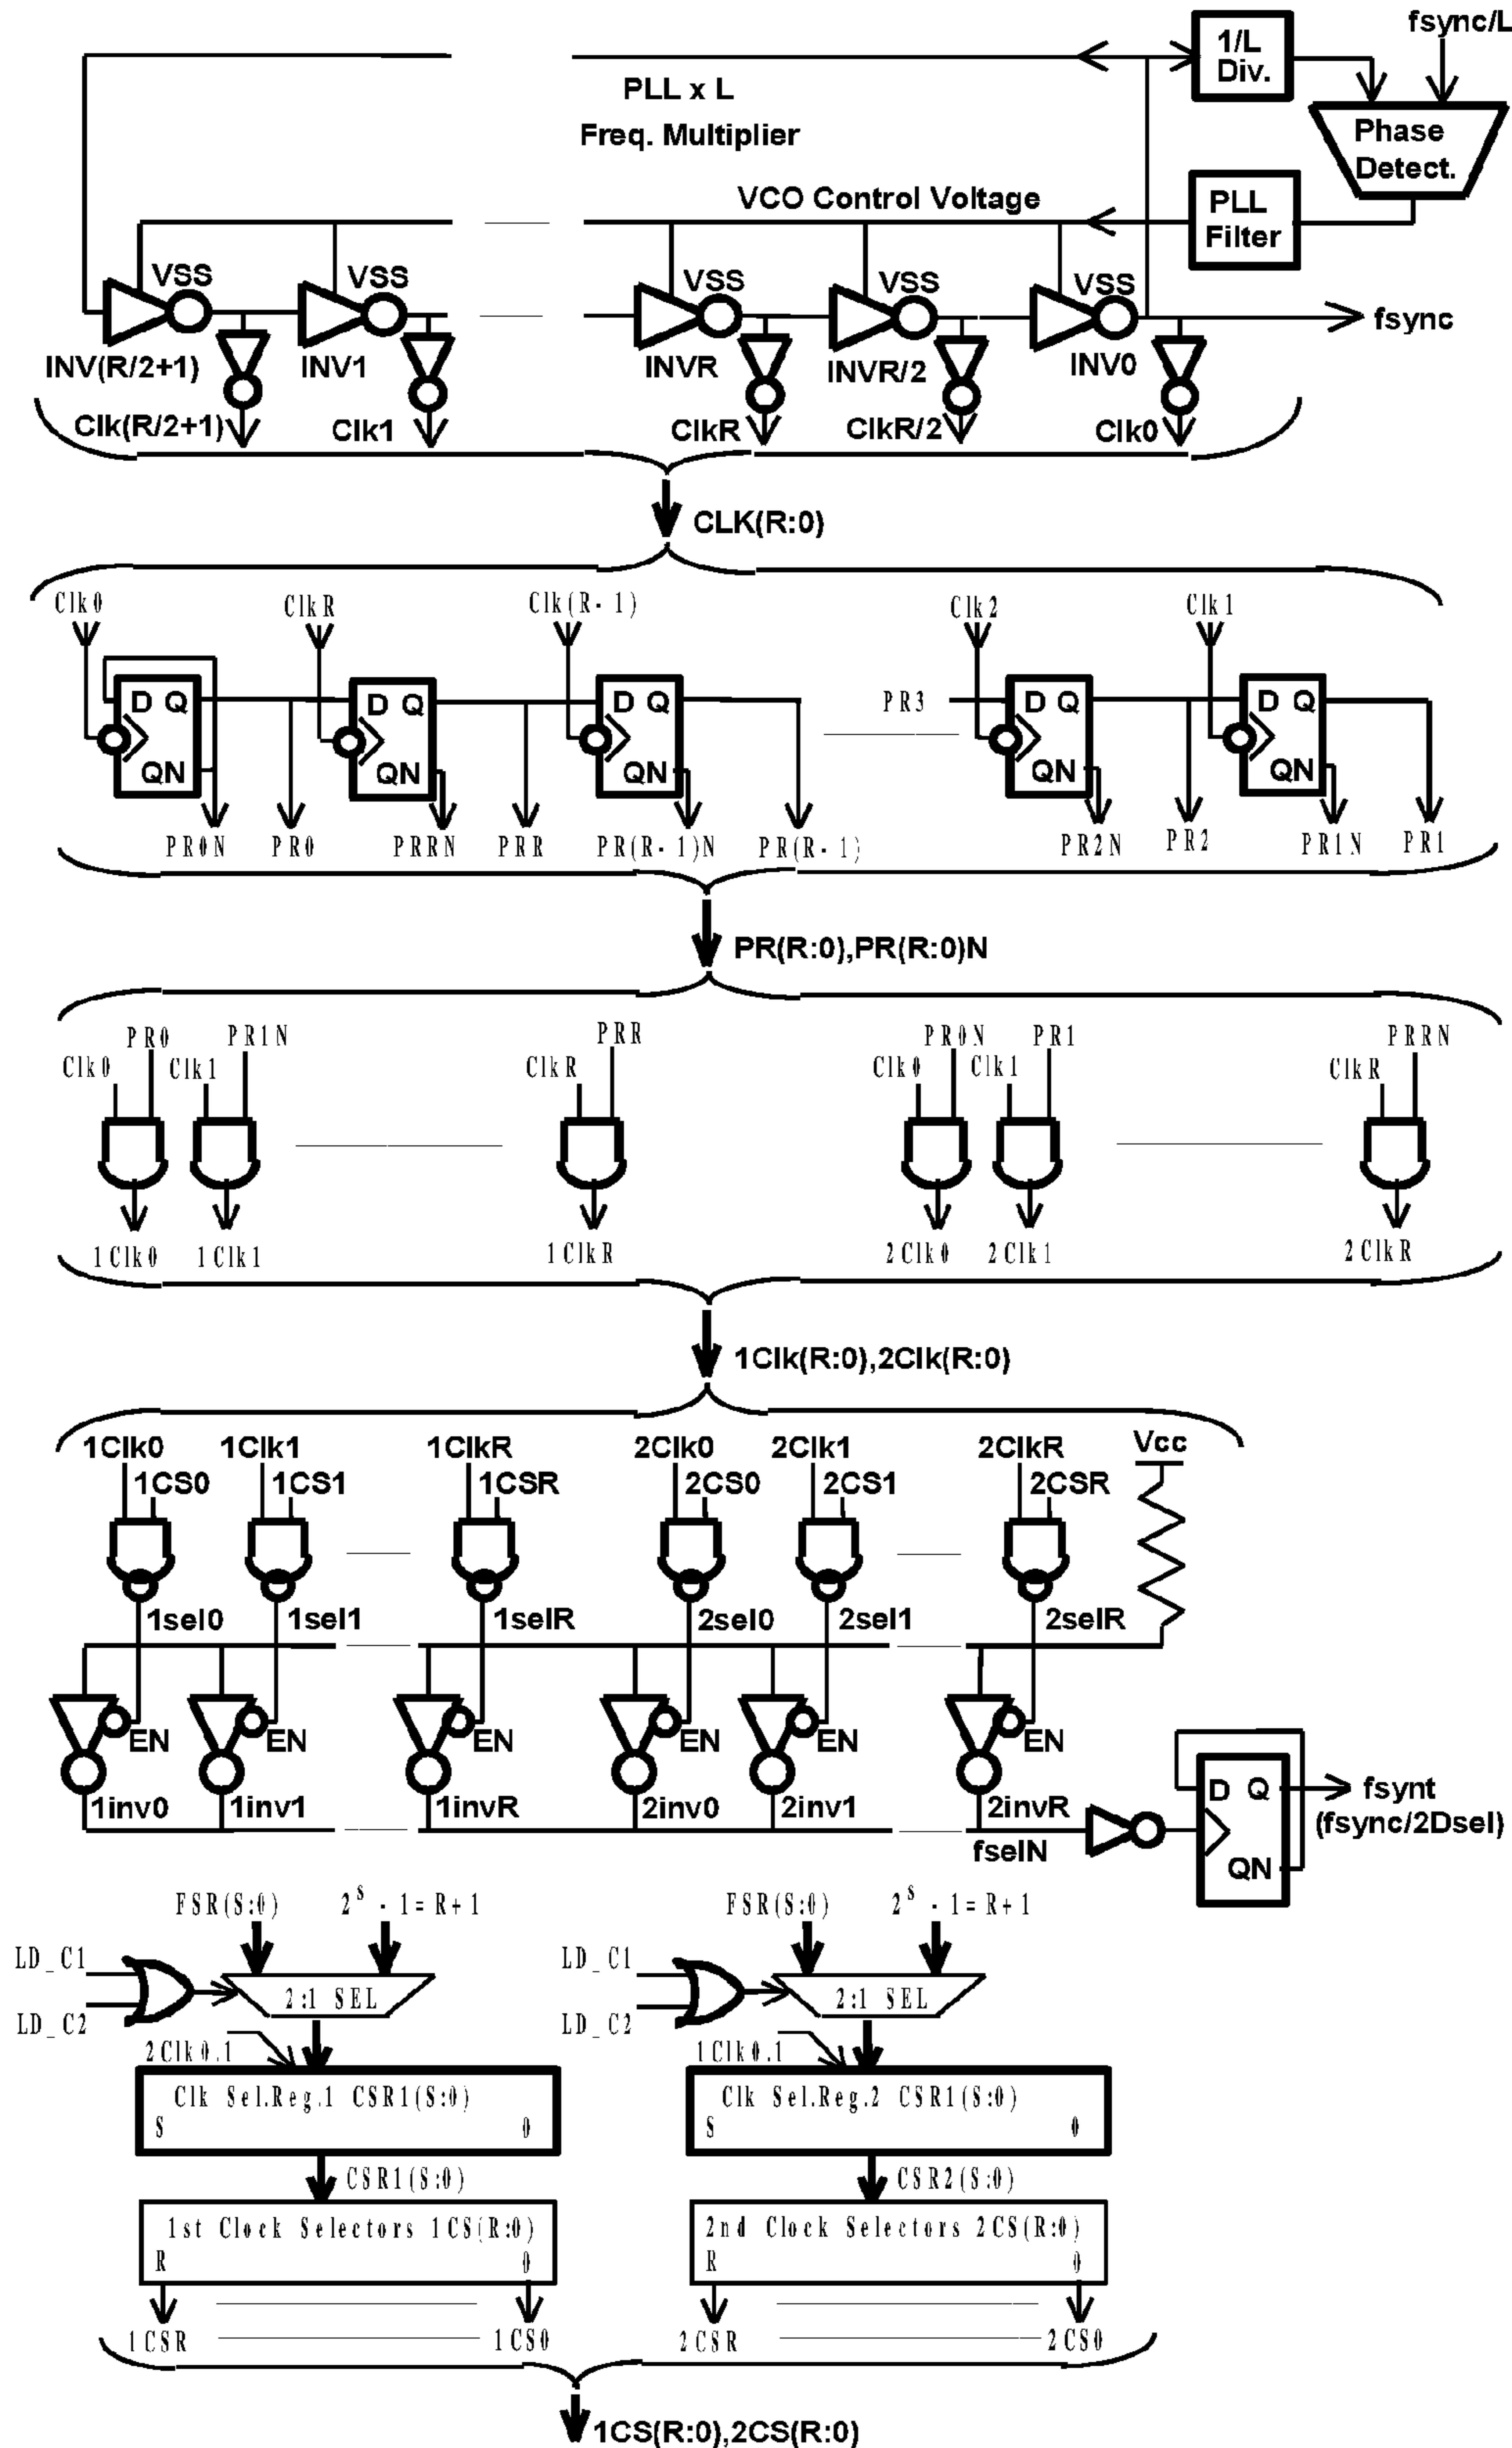 fsync/L
1/L
Div.
PLL x L
Freq. Multiplier
Phase
Detect.
VCO Control Voltage
PLL
Filter
VSS VSS VSS VSS VSS
fsync
INV(R/2+1) INV1 INVR INVR/2 INV0
Clk(R/2+1) Clk1 ClkR ClkR/2 Clk0
CLK(R:0)
Clk0 ClkR Clk(R-1) Clk2 Clk1
D Q D Q D Q PR3 D Q D Q
QN QN QN QN QN
PR0N PR0 PRRN PRR PR(R-1)N PR(R-1) PR2N PR2 PR1N PR1
PR(R:0),PR(R:0)N
PR0 PR1N PRR PR0N PR1 PRRN
Clk0 Clk1 ClkR Clk0 Clk1 ClkR
1Clk0 1Clk1 1ClkR 2Clk0 2Clk1 2ClkR
1Clk(R:0),2Clk(R:0)
1Clk0 1Clk1 1ClkR 2Clk0 2Clk1 2ClkR Vcc
1CS0 1CS1 1CSR 2CS0 2CS1 2CSR
1sel0 1sel1 1selR 2sel0 2sel1 2selR
EN EN EN EN EN EN
1inv0 1inv1 1invR 2inv0 2inv1 2invR
D Q fsynt
(fsync/2Dsel)
fselN
QN
FSR(S:0) 2^S - 1=R+1 FSR(S:0) 2^S - 1=R+1
LD_C1 LD_C1
2:1 SEL 2:1 SEL
LD_C2 LD_C2
2Clk0.1 1Clk0.1
Clk Sel.Reg.1 CSR1(S:0) Clk Sel.Reg.2 CSR1(S:0)
S 0 S 0
CSR1(S:0) CSR2(S:0)
1st Clock Selectors 1CS(R:0) 2nd Clock Selectors 2CS(R:0)
R 0 R 0
1CSR 1CS0 2CSR 2CS0
1CS(R:0),2CS(R:0)